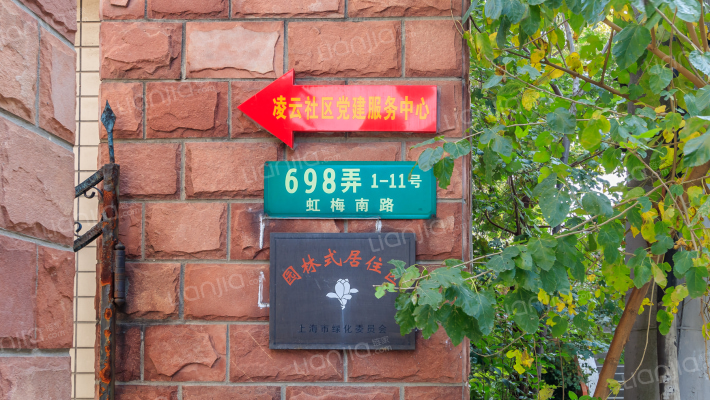 凌云社区党建服务中心
698弄 1-11号
虹梅南路
园林式居住区
上海市绿化委员会
lianjia